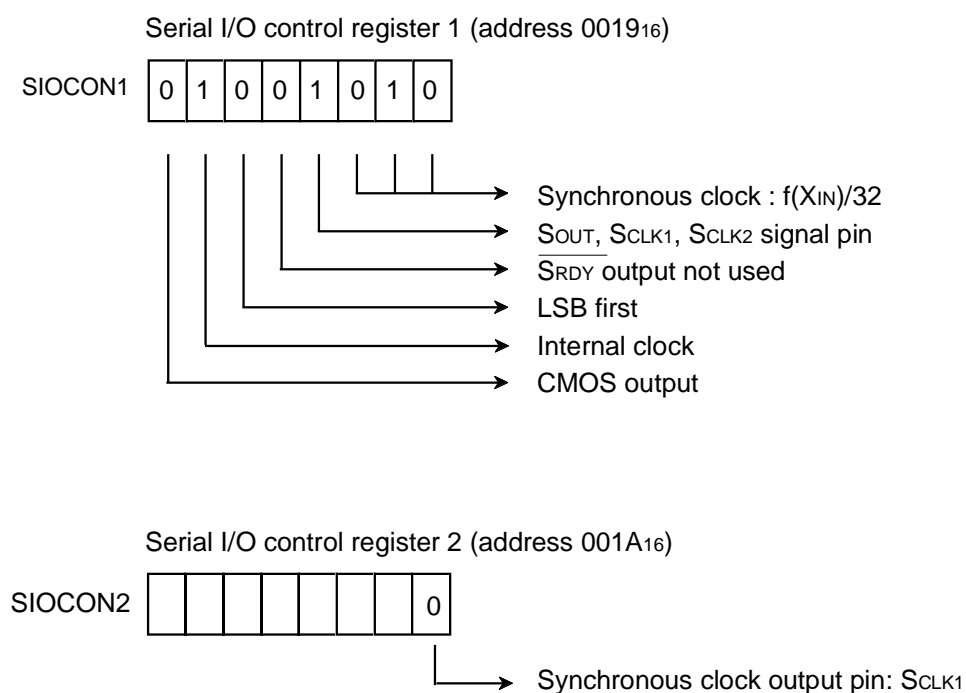 Serial I/O control register 1 (address 0019₁₆)
SIOCON1 0 1 0 0 1 0 1 0
Synchronous clock : f(XIN)/32
SOUT, SCLK1, SCLK2 signal pin
S̅R̅D̅Y̅ output not used
LSB first
Internal clock
CMOS output
Serial I/O control register 2 (address 001A₁₆)
SIOCON2 0
Synchronous clock output pin: SCLK1